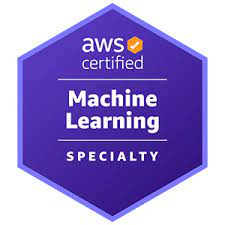 aws
certified
Machine
Learning
SPECIALTY